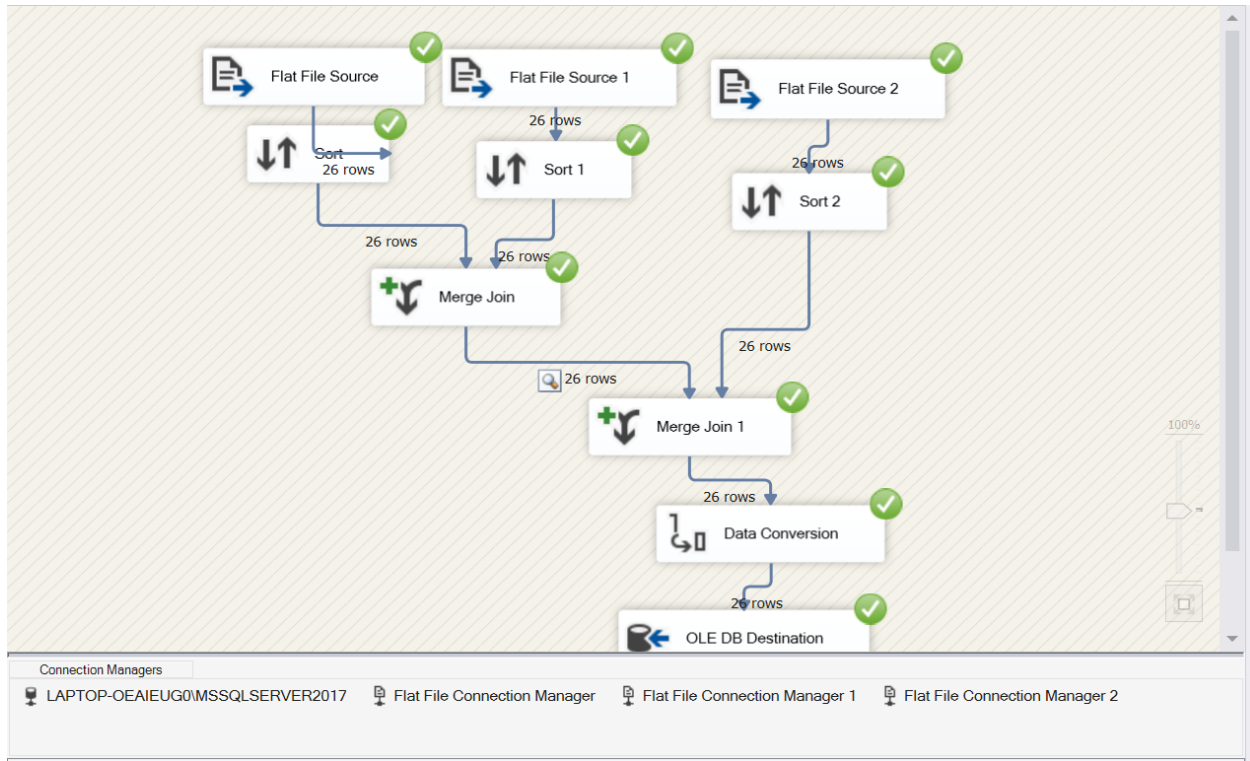 Flat File Source
Flat File Source 1
Flat File Source 2
26 rows
Sort
26 rows
Sort 1
26 rows
Sort 2
26 rows
26 rows
Merge Join
26 rows
26 rows
Merge Join 1
100%
26 rows
Data Conversion
26 rows
OLE DB Destination
Connection Managers
LAPTOP-OEAIEUG0\MSSQLSERVER2017 Flat File Connection Manager Flat File Connection Manager 1 Flat File Connection Manager 2